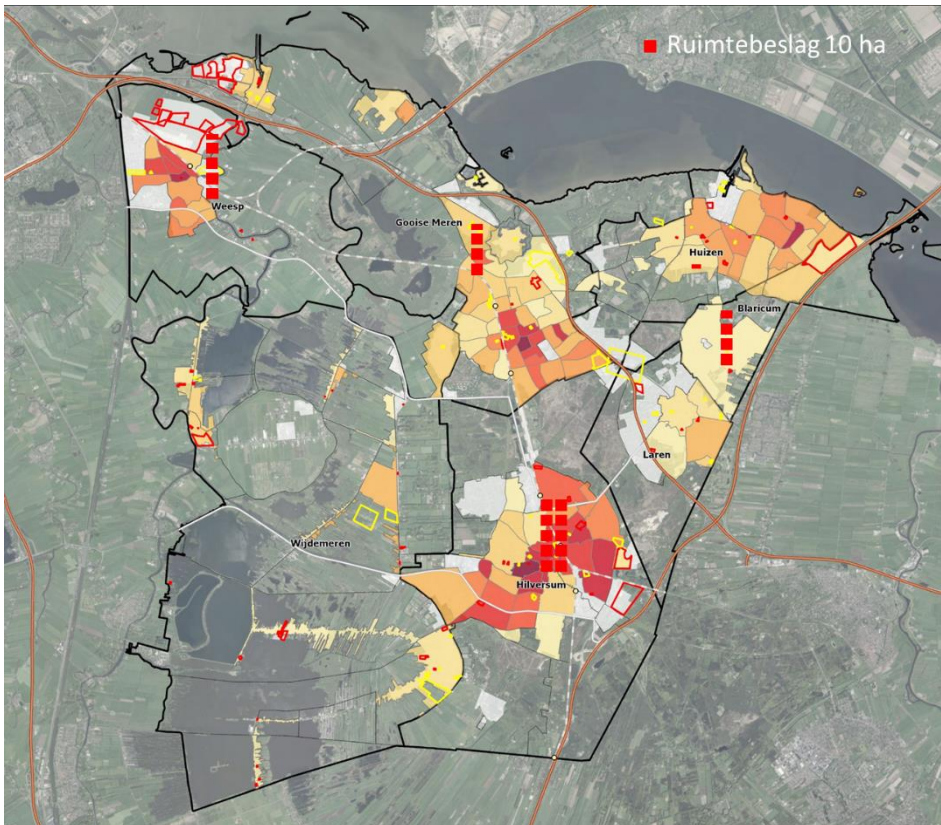 Ruimtebeslag 10 ha
Weesp
Gooise Meren
Huizen
Blaricum
Laren
Wijdemeren
Hilversum